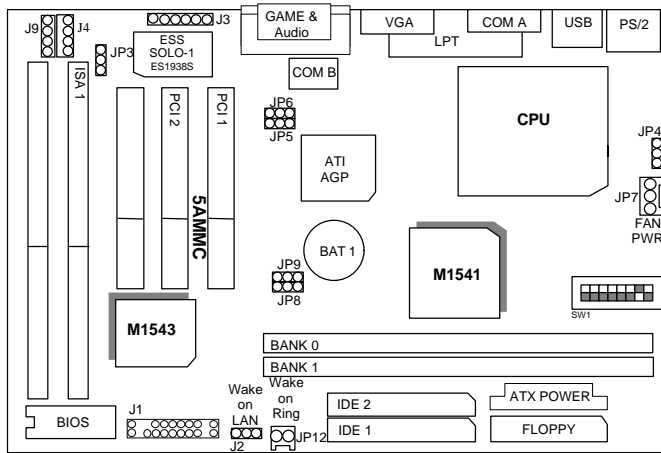 J9
J4
J3
JP3
ESS
SOLO-1
ES1938S
GAME &
Audio
VGA
LPT
COM A
USB
PS/2
COM B
ISA 1
PCI 2
PCI 1
5AMMC
JP6
JP5
ATI
AGP
CPU
JP4
JP7
FAN
PWR
BAT 1
JP9
JP8
M1541
M1543
SW1
BANK 0
BANK 1
BIOS
J1
Wake
on
LAN
J2
Wake
on
Ring
JP12
IDE 2
IDE 1
ATX POWER
FLOPPY